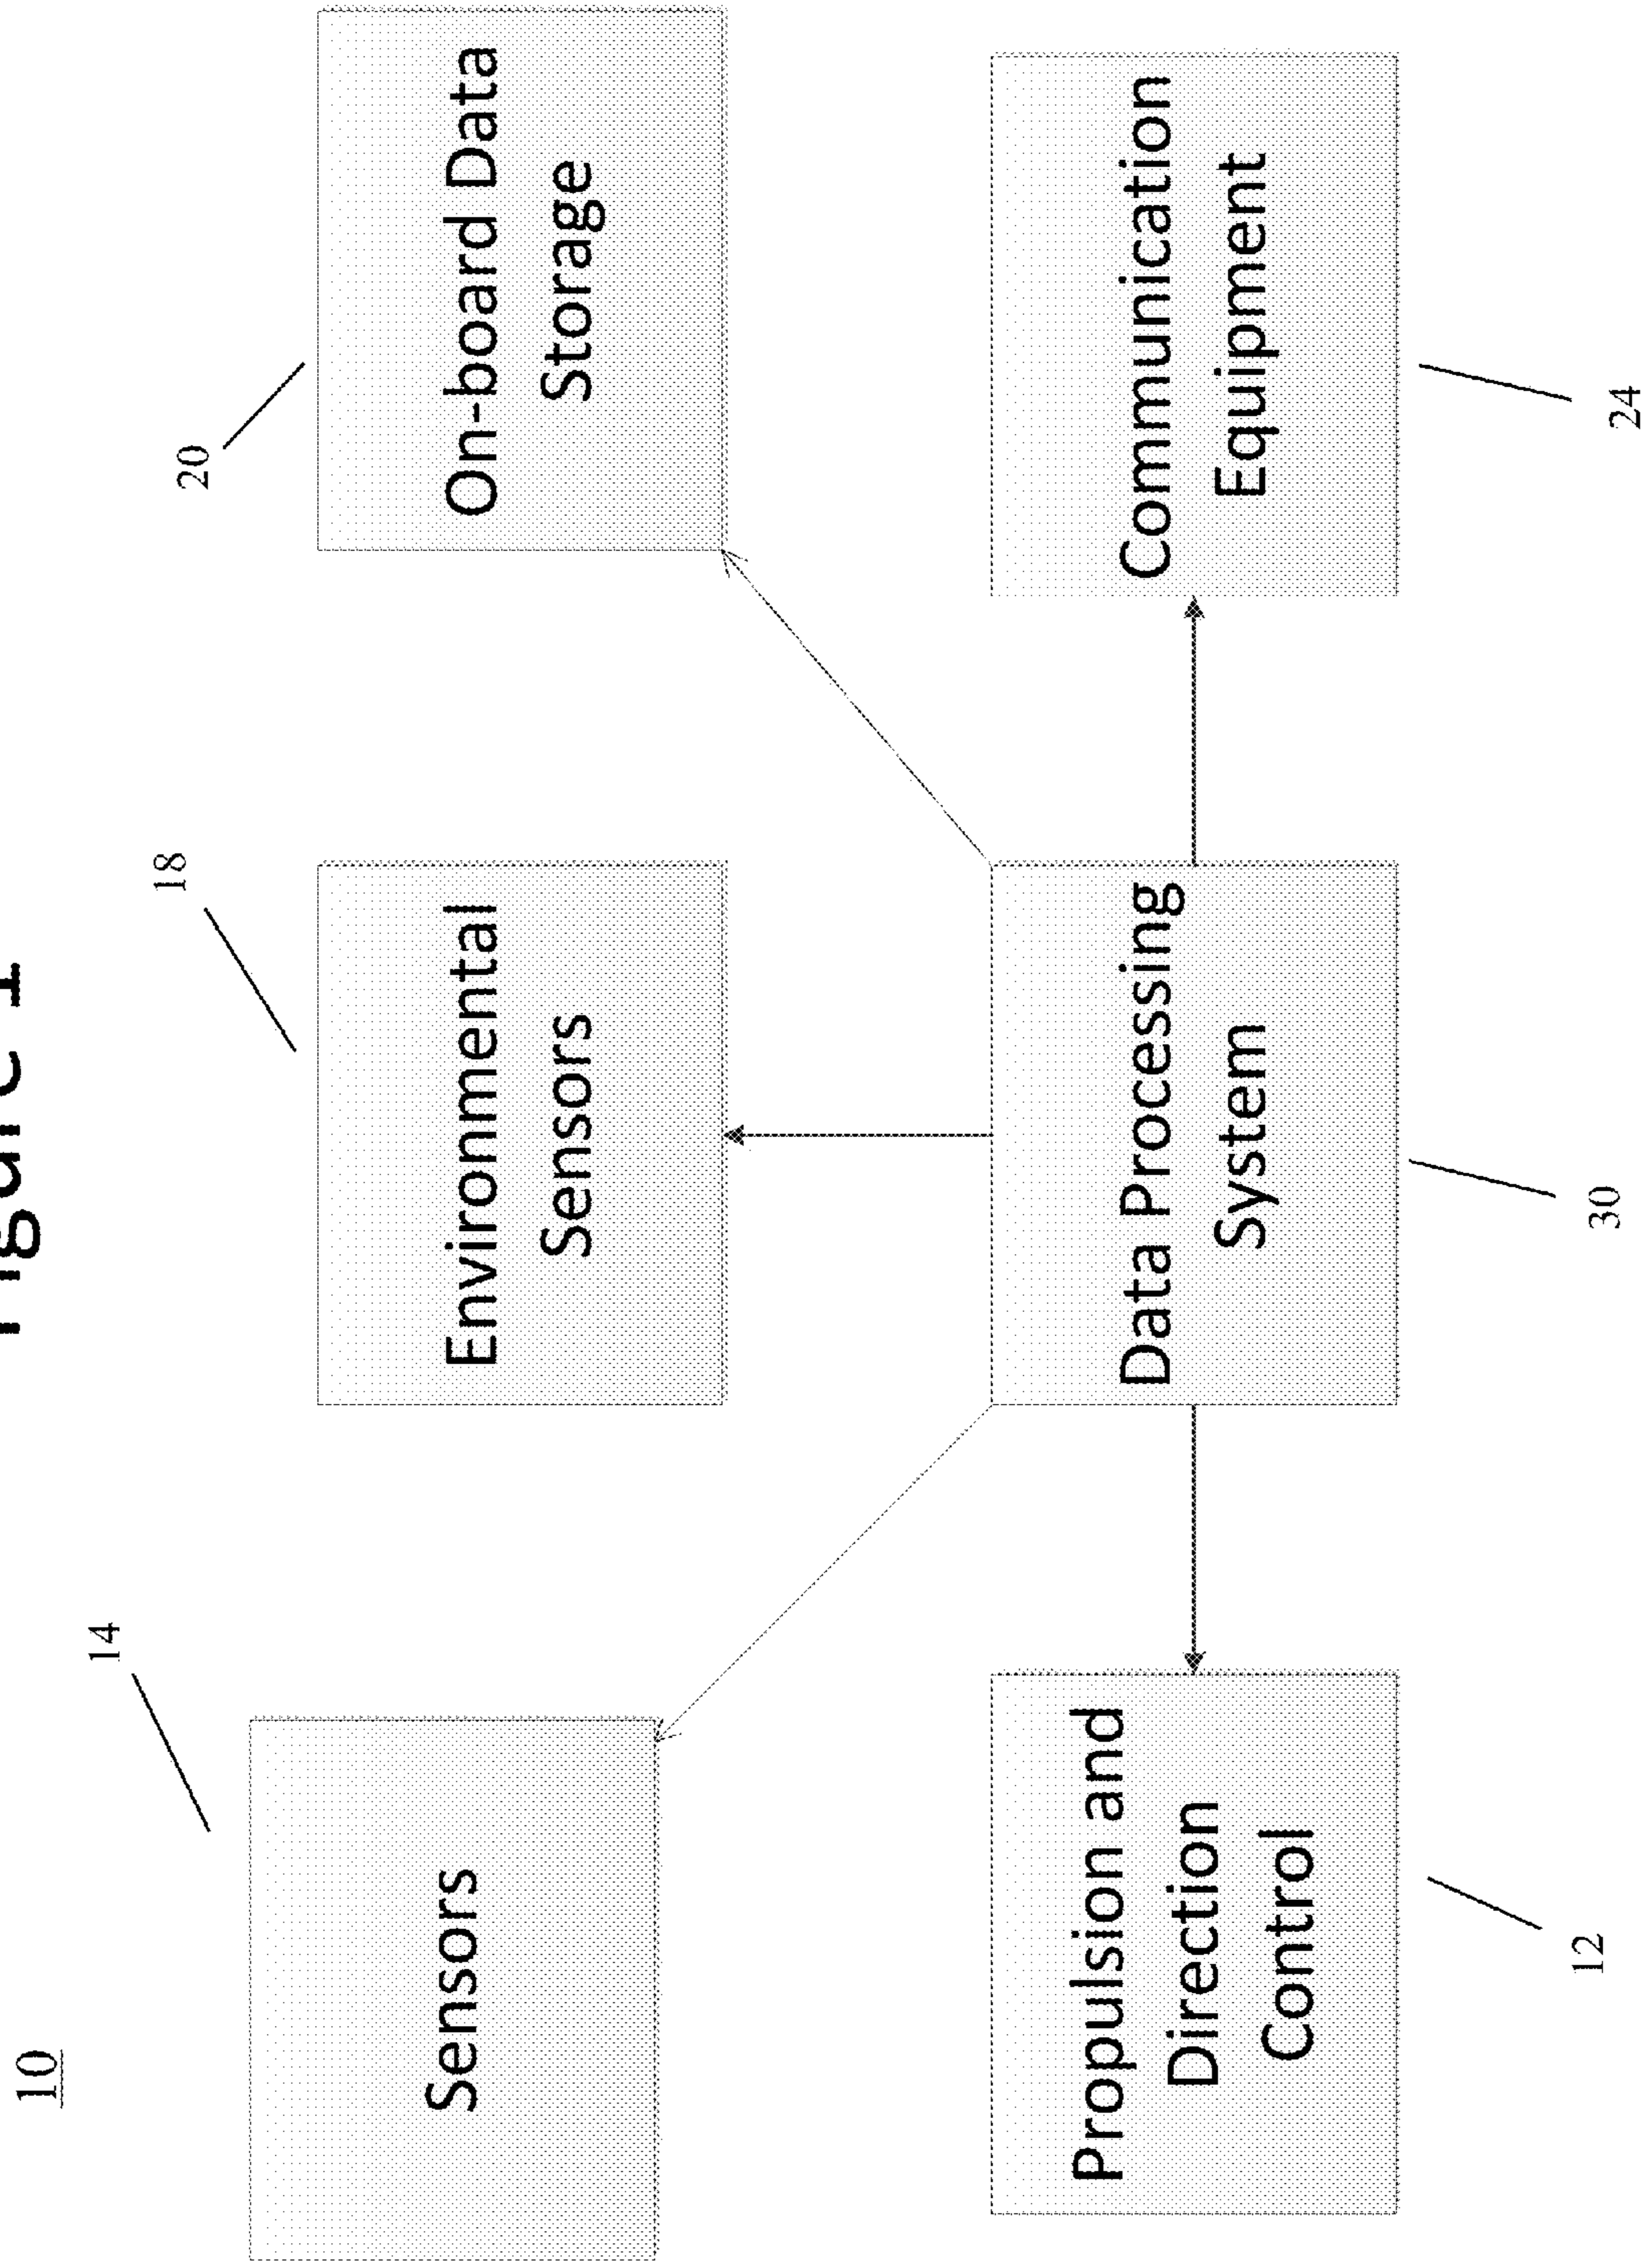 Figure 1
10
14
18
20
Sensors
Environmental
Sensors
On-board Data
Storage
Propulsion and
Direction
Control
Data Processing
System
Communication
Equipment
12
30
24